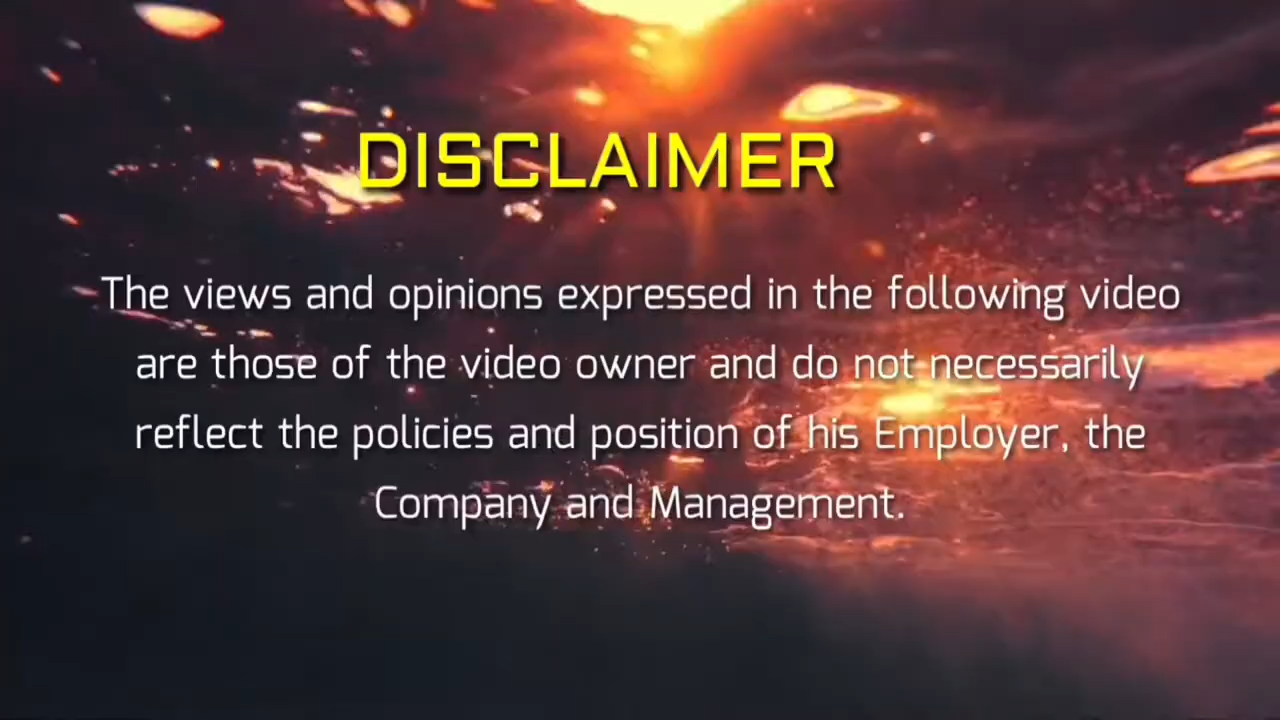 DISCLAIMER
The views and opinions expressed in the following video
are those of the video owner and do not necessarily
reflect the policies and position of his Employer, the
Company and Management.